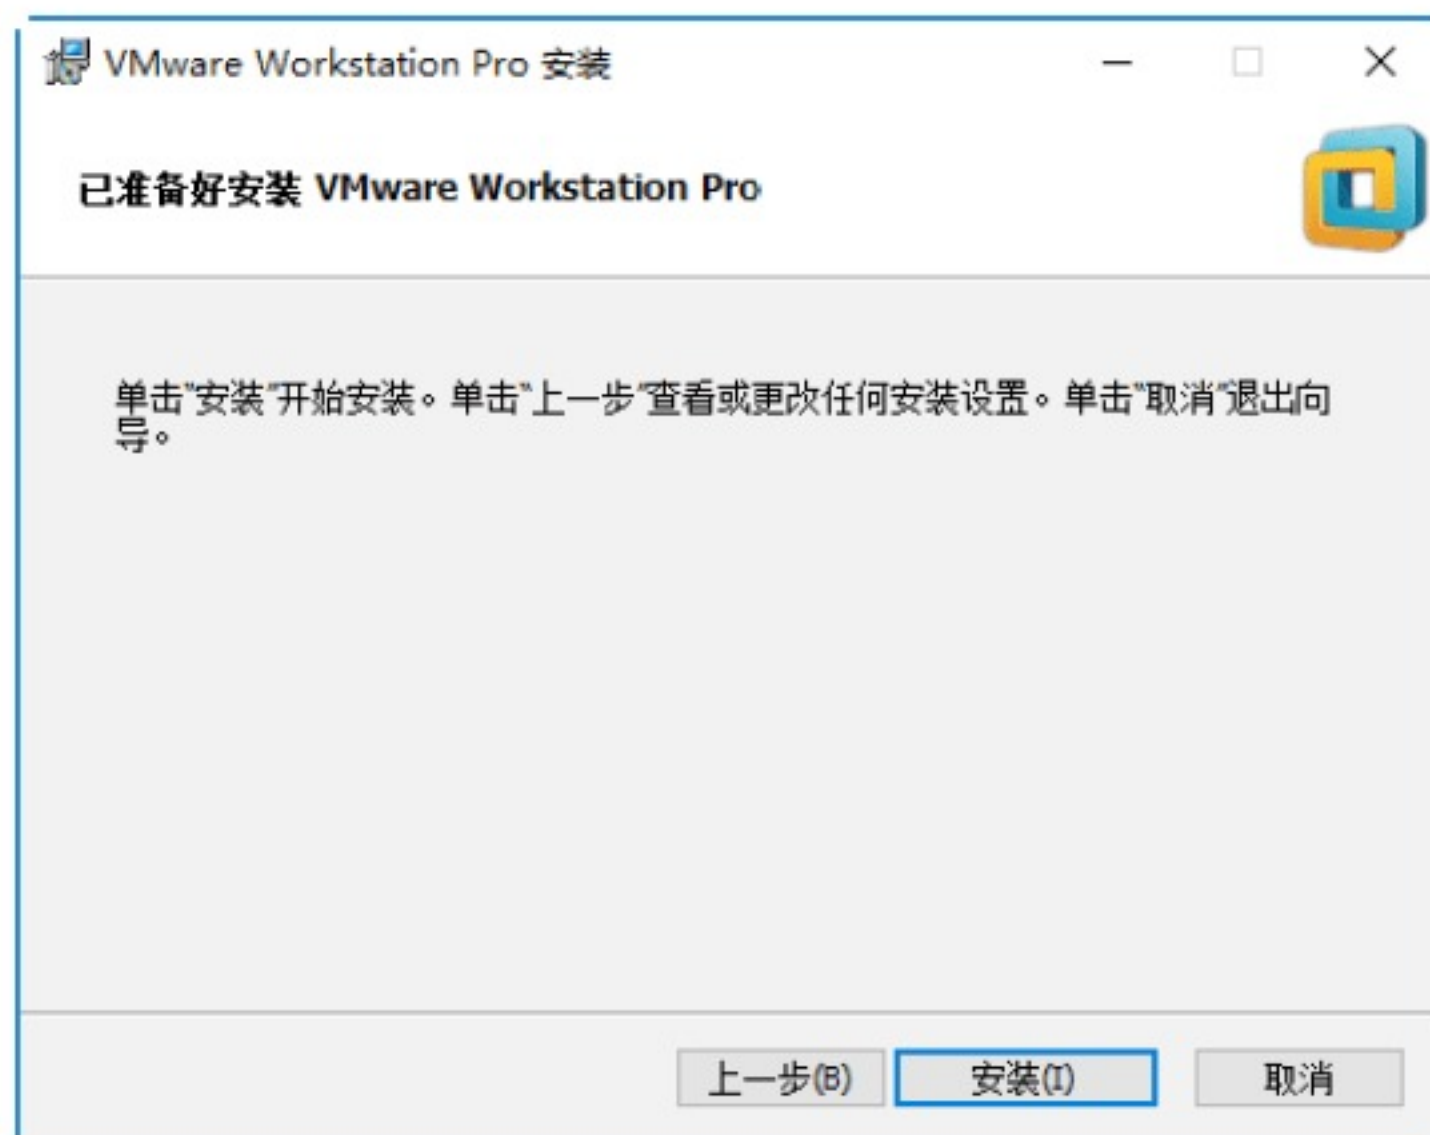 VMware Workstation Pro 安装
已准备好安装 VMware Workstation Pro
单击“安装”开始安装。单击“上一步”查看或更改任何安装设置。单击“取消”退出向
导。
上一步(B) 安装(I) 取消